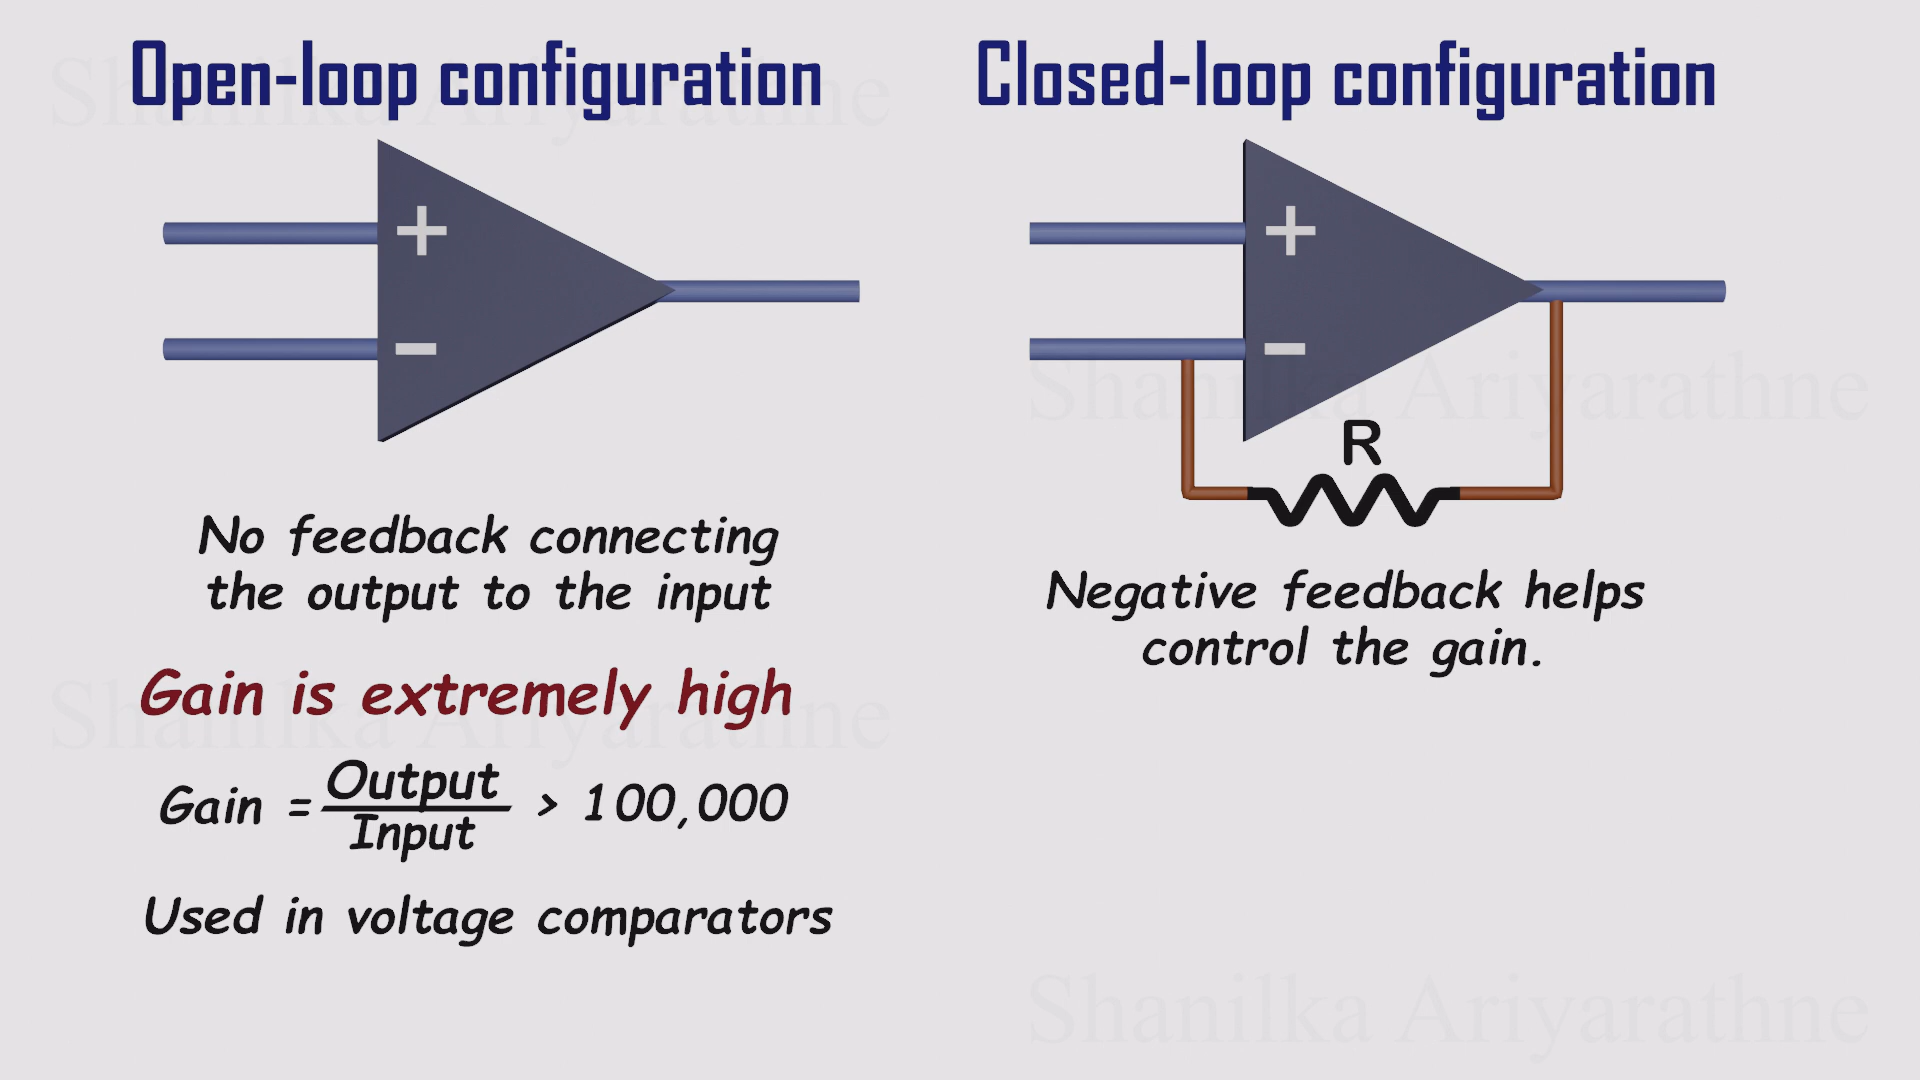 Open-loop configuration
+
−
No feedback connecting
the output to the input
Gain is extremely high
Gain = Output
Input
> 100,000
Used in voltage comparators
Closed-loop configuration
+
−
R
Negative feedback helps
control the gain.
Shanilka Ariyarathne
Shanilka Ariyarathne
Shanilka Ariyarathne
Shanilka Ariyarathne